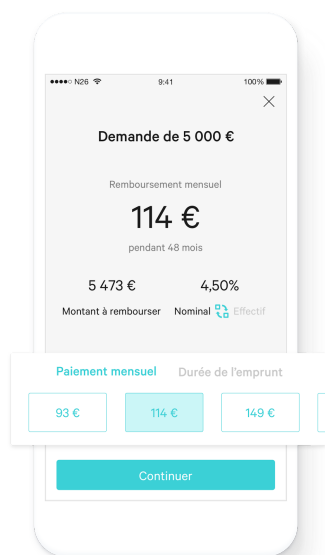 N26 9:41 100%
Demande de 5 000 €
Remboursement mensuel
114 €
pendant 48 mois
5 473 € 4,50%
Montant à rembourser Nominal Effectif
Paiement mensuel Durée de l'emprunt
93 € 114 € 149 €
Continuer